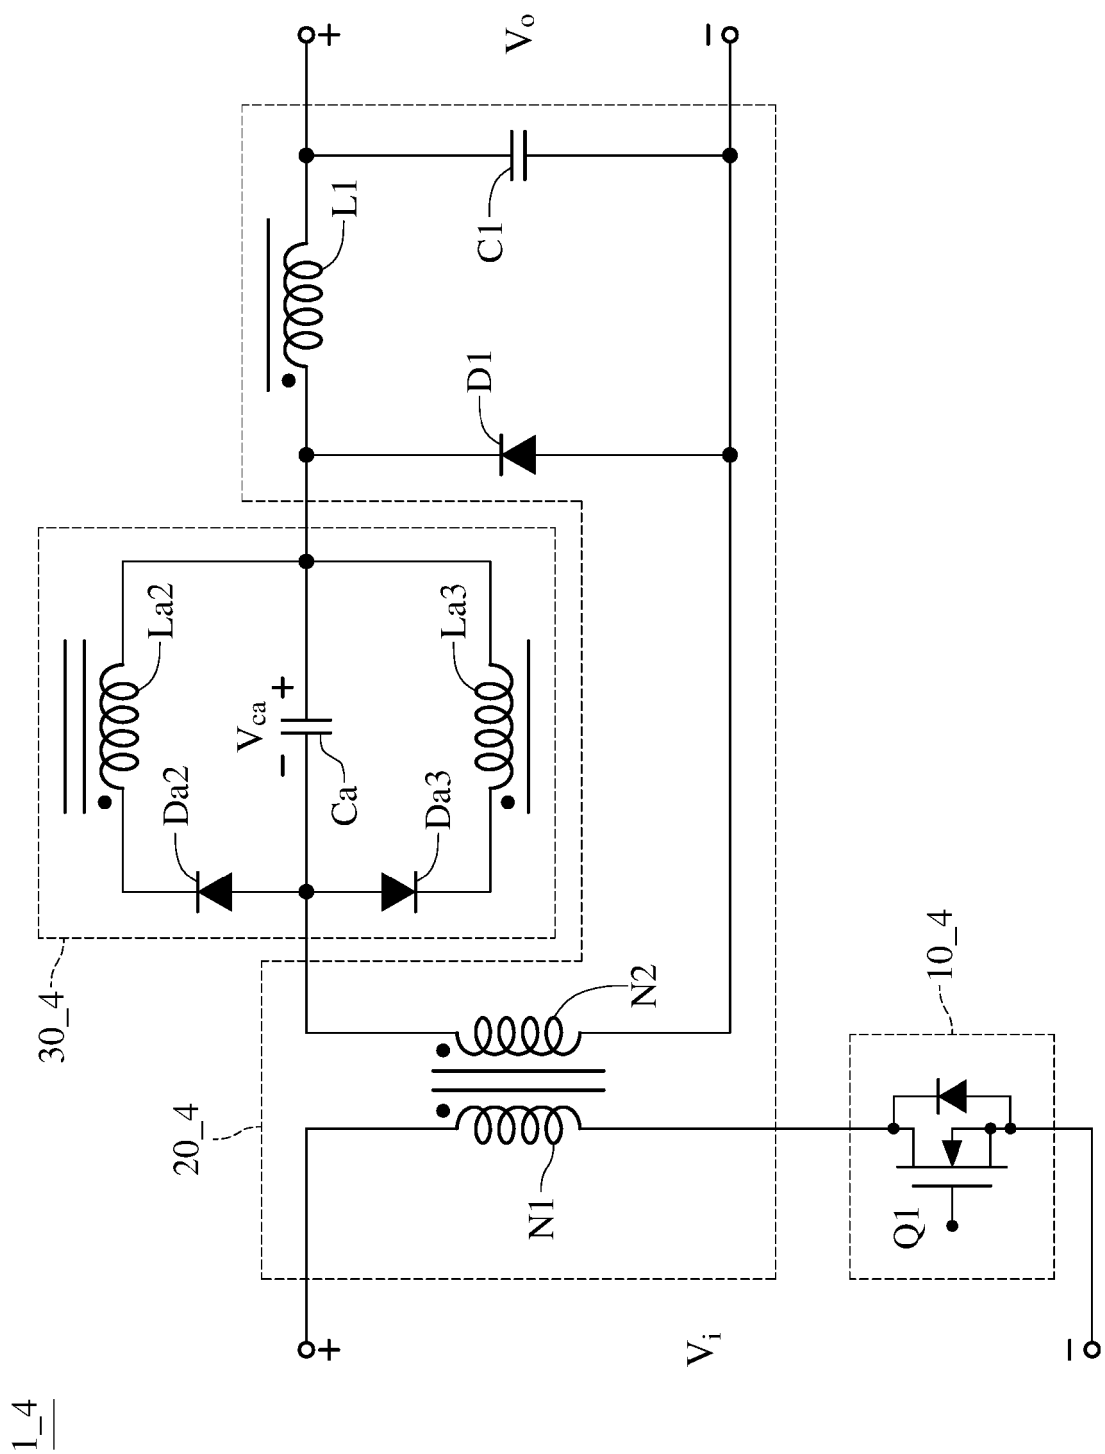 1_4
30_4
La2
Da2
Vca
−
+
Ca
Da3
La3
L1
+
Vo
−
C1
D1
20_4
N1
N2
+
Vi
−
10_4
Q1